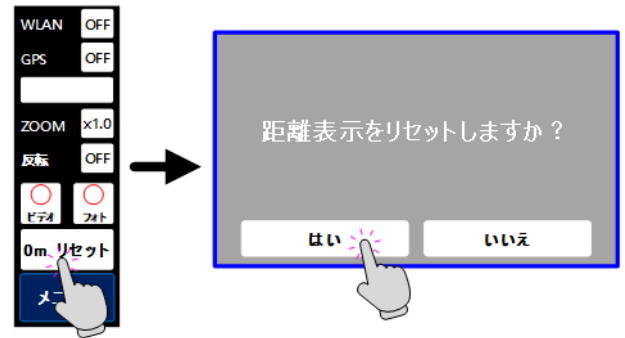 WLAN OFF
GPS OFF
ZOOM x1.0
反転 OFF
ビデオ フォト
0m リセット
距離表示をリセットしますか？
はい いいえ